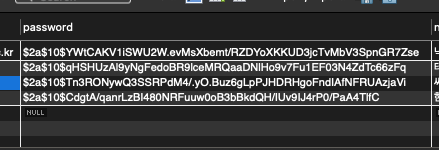 password
.kr
$2a$10$YWtCAKV1iSWU2W.evMsXbemt/RZDYoXKKUD3jcTvMbV3SpnGR7Zse
$2a$10$qHSHUzAl9yNgFedoBR9lceMRQaaDNIHo9v7Fu1EF03N4ZdTc66zFq
$2a$10$Tn3RONywQ3SSRPdM4/.yO.Buz6gLpPJHDRHgoFndIAfNFRUAzjaVi
$2a$10$CdgtA/qanrLzBl480NRFuuw0oB3bBkdQH/IUv9IJ4rP0/PaA4TlfC
NULL